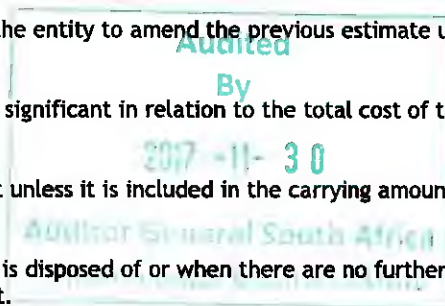 he entity to amend the previous estimate u
Audited
By
significant in relation to the total cost of t
2017 -11- 30
unless it is included in the carrying amoun
Auditor General South Africa
is disposed of or when there are no further
t.